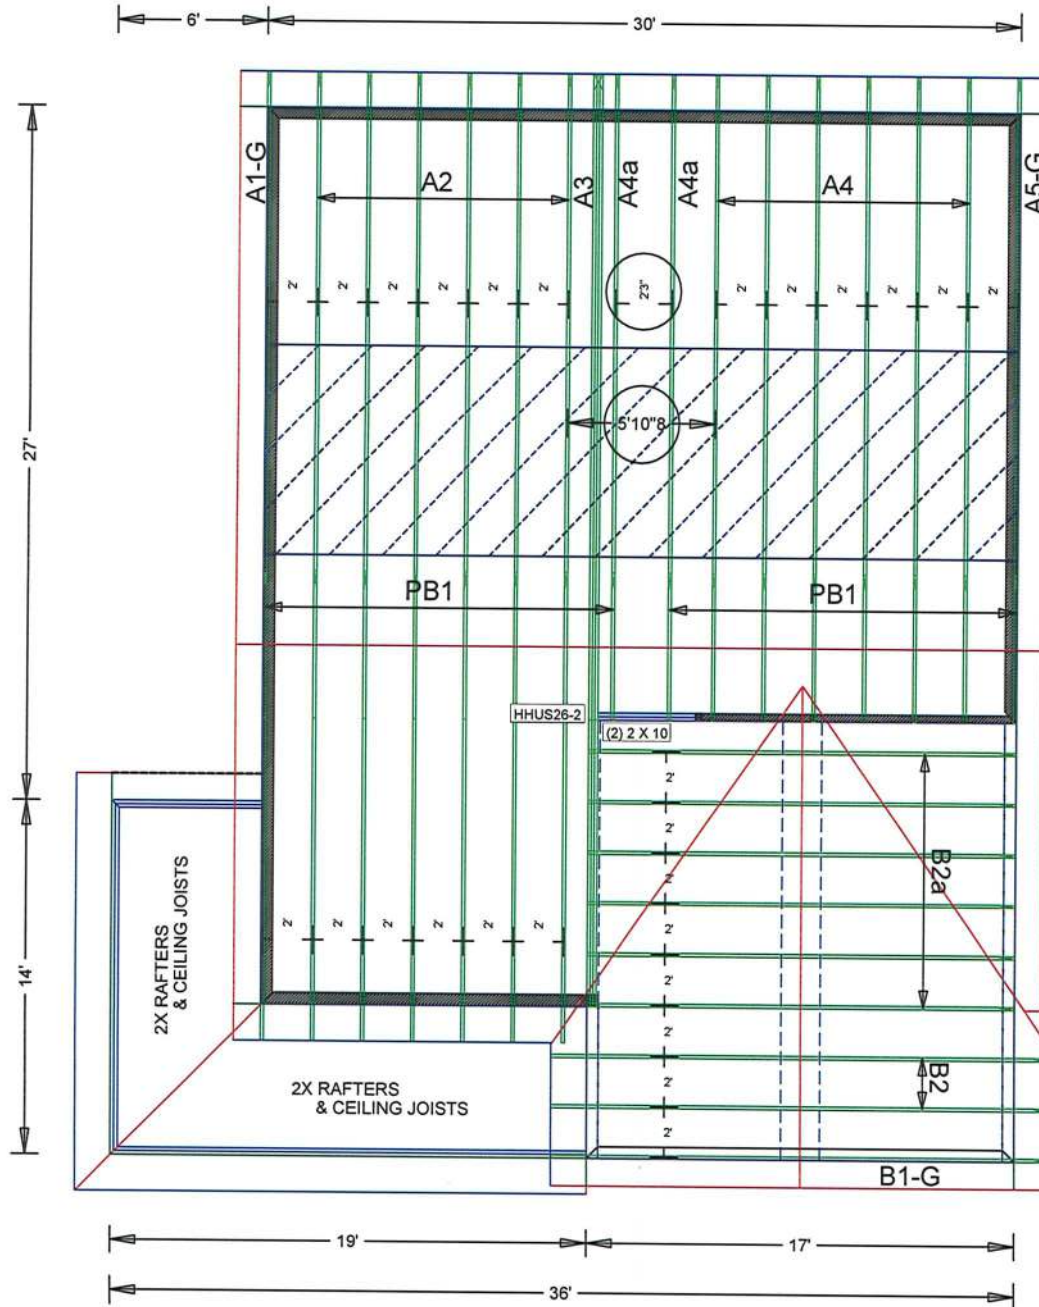 6'
30'
A1-G
A2
A3
A4a
A4a
A4
A5-G
2'
2'
2'
2'
2'
2'
2'3"
2'
2'
2'
2'
2'
2'
5'10"8
27'
PB1
PB1
HHUS26-2
(2) 2 X 10
2'
2'
2'
2'
2'
2'
2'
2'
B2a
2'
2'
2'
2'
2'
2'
14'
2X RAFTERS
& CEILING JOISTS
2X RAFTERS
& CEILING JOISTS
B2
B1-G
19'
17'
36'